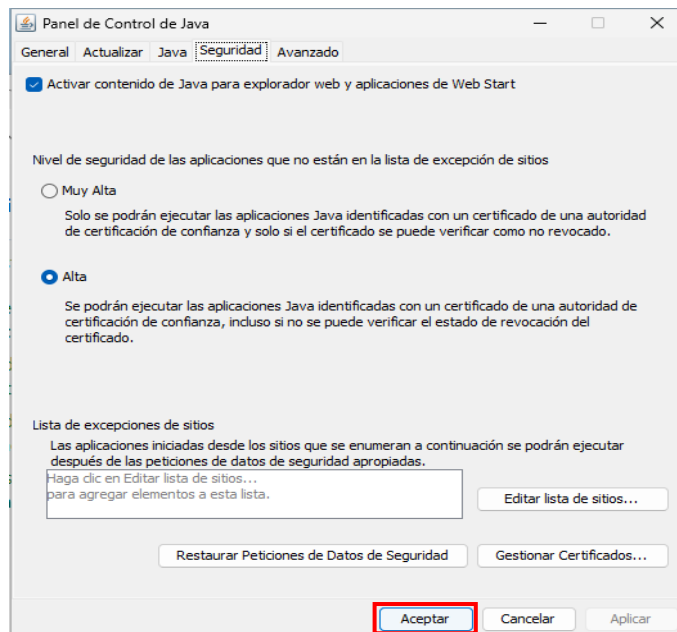 Panel de Control de Java
General Actualizar Java Seguridad Avanzado
Activar contenido de Java para explorador web y aplicaciones de Web Start
Nivel de seguridad de las aplicaciones que no están en la lista de excepción de sitios
Muy Alta
Solo se podrán ejecutar las aplicaciones Java identificadas con un certificado de una autoridad
de certificación de confianza y solo si el certificado se puede verificar como no revocado.
Alta
Se podrán ejecutar las aplicaciones Java identificadas con un certificado de una autoridad de
certificación de confianza, incluso si no se puede verificar el estado de revocación del
certificado.
Lista de excepciones de sitios
Las aplicaciones iniciadas desde los sitios que se enumeran a continuación se podrán ejecutar
después de las peticiones de datos de seguridad apropiadas.
Haga clic en Editar lista de sitios...
para agregar elementos a esta lista.
Editar lista de sitios...
Restaurar Peticiones de Datos de Seguridad Gestionar Certificados...
Aceptar Cancelar Aplicar